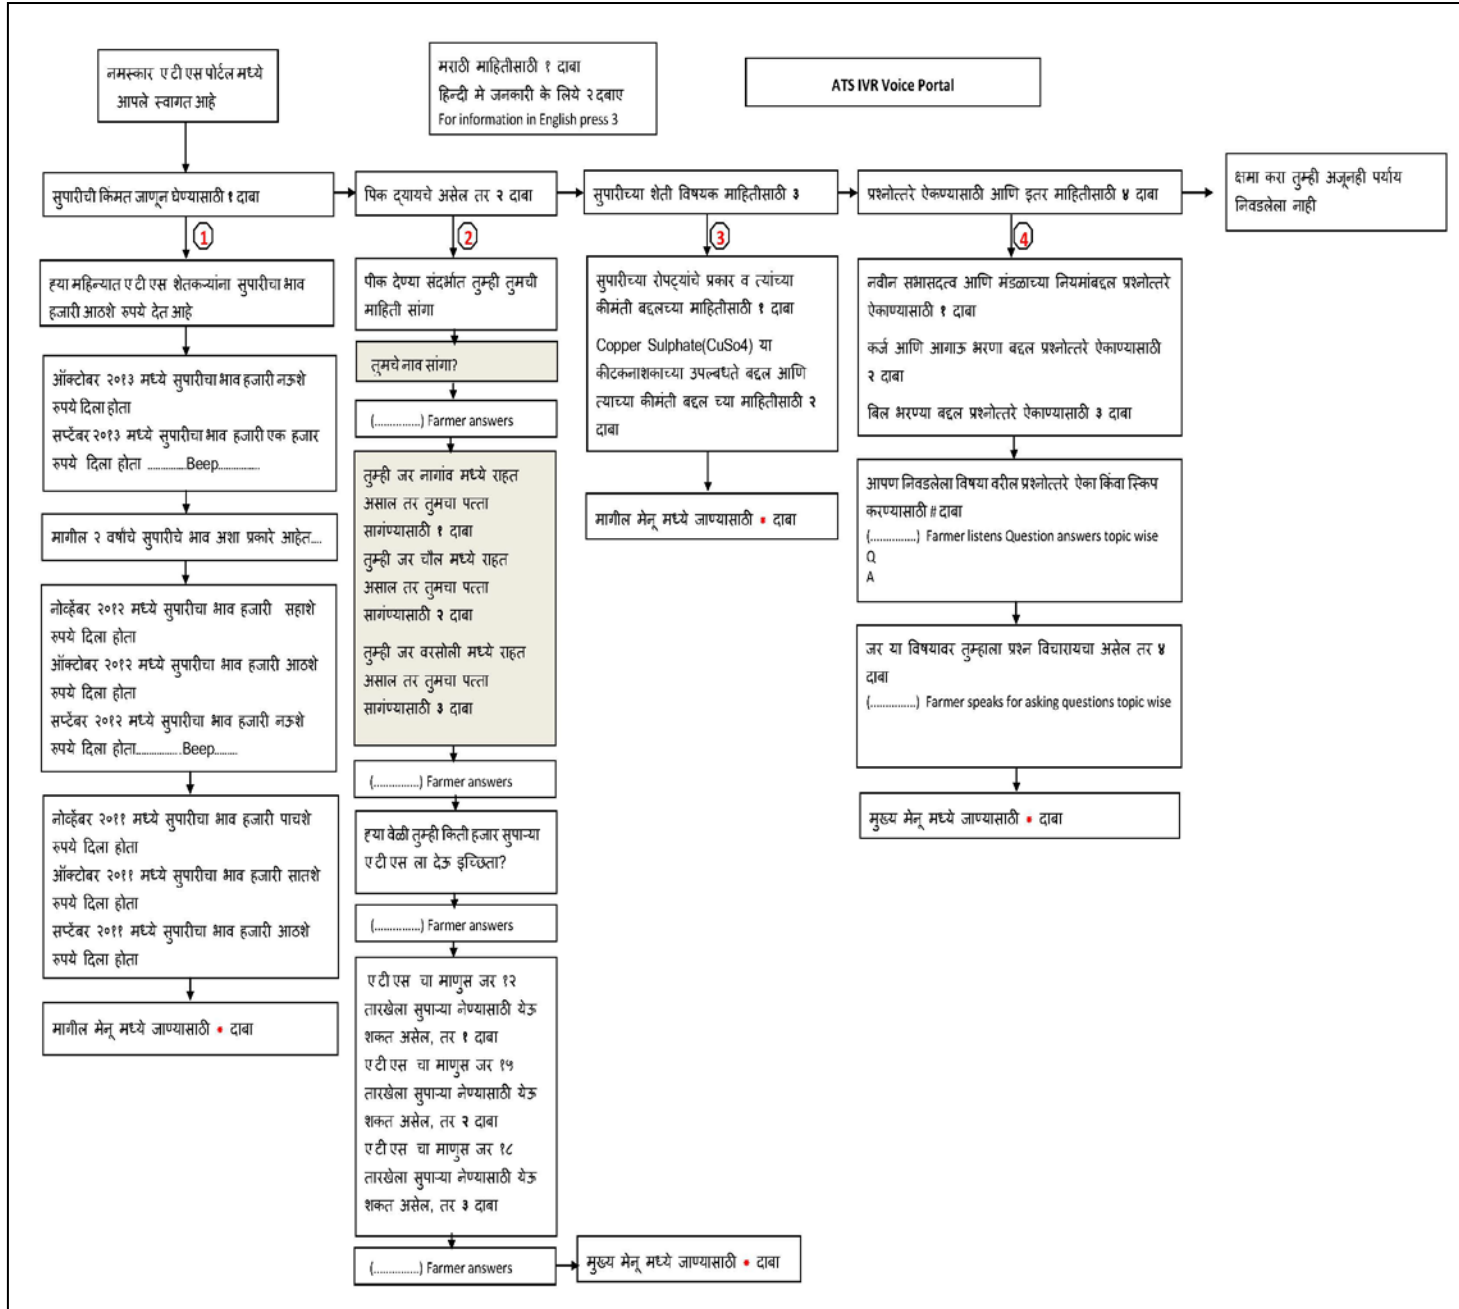 नमस्कार ए टी एस पोर्टल मध्ये
आपले स्वागत आहे
मराठी माहितीसाठी १ दाबा
हिन्दी मे जनकारी के लिये २ दबाए
For information in English press 3
ATS IVR Voice Portal
सुपारीची किंमत जाणून घेण्यासाठी १ दाबा
पिक द्यायचे असेल तर २ दाबा
सुपारीच्या शेती विषयक माहितीसाठी ३
प्रश्नोत्तरे ऐकण्यासाठी आणि इतर माहितीसाठी ४ दाबा
क्षमा करा तुम्ही अजूनही पर्याय
निवडलेला नाही
1
ह्या महिन्यात ए टी एस शेतकऱ्यांना सुपारीचा भाव
हजारी आठशे रुपये देत आहे
ऑक्टोबर २०१३ मध्ये सुपारीचा भाव हजारी नऊशे
रुपये दिला होता
सप्टेंबर २०१३ मध्ये सुपारीचा भाव हजारी एक हजार
रुपये दिला होता ...............Beep................
मागील २ वर्षांचे सुपारीचे भाव अशा प्रकारे आहेत....
नोव्हेंबर २०१२ मध्ये सुपारीचा भाव हजारी सहाशे
रुपये दिला होता
ऑक्टोबर २०१२ मध्ये सुपारीचा भाव हजारी आठशे
रुपये दिला होता
सप्टेंबर २०१२ मध्ये सुपारीचा भाव हजारी नऊशे
रुपये दिला होता..................Beep.........
नोव्हेंबर २०११ मध्ये सुपारीचा भाव हजारी पाचशे
रुपये दिला होता
ऑक्टोबर २०११ मध्ये सुपारीचा भाव हजारी सातशे
रुपये दिला होता
सप्टेंबर २०११ मध्ये सुपारीचा भाव हजारी आठशे
रुपये दिला होता
मागील मेनू मध्ये जाण्यासाठी * दाबा
2
पीक देण्या संदर्भात तुम्ही तुमची
माहिती सांगा
तुमचे नाव सांगा?
(...............) Farmer answers
तुम्ही जर नागांव मध्ये राहत
असाल तर तुमचा पत्ता
सागंण्यासाठी १ दाबा
तुम्ही जर चौल मध्ये राहत
असाल तर तुमचा पत्ता
सागंण्यासाठी २ दाबा
तुम्ही जर वरसोली मध्ये राहत
असाल तर तुमचा पत्ता
सागंण्यासाठी ३ दाबा
(...............) Farmer answers
ह्या वेळी तुम्ही किती हजार सुपाऱ्या
ए टी एस ला देऊ इच्छिता?
(...............) Farmer answers
ए टी एस चा माणुस जर १२
तारखेला सुपाऱ्या नेण्यासाठी येऊ
शकत असेल, तर १ दाबा
ए टी एस चा माणुस जर १५
तारखेला सुपाऱ्या नेण्यासाठी येऊ
शकत असेल, तर २ दाबा
ए टी एस चा माणुस जर १८
तारखेला सुपाऱ्या नेण्यासाठी येऊ
शकत असेल, तर ३ दाबा
(...............) Farmer answers
मुख्य मेनू मध्ये जाण्यासाठी * दाबा
3
सुपारीच्या रोपट्यांचे प्रकार व त्यांच्या
कीमंती बद्दलच्या माहितीसाठी १ दाबा
Copper Sulphate(CuSo4) या
कीटकनाशकाच्या उपल्बधते बद्दल आणि
त्याच्या कीमंती बद्दल च्या माहितीसाठी २
दाबा
मागील मेनू मध्ये जाण्यासाठी * दाबा
4
नवीन सभासदत्व आणि मंडळाच्या नियमांबद्दल प्रश्नोत्तरे
ऐकाण्यासाठी १ दाबा
कर्ज आणि आगाऊ भरणा बद्दल प्रश्नोत्तरे ऐकाण्यासाठी
२ दाबा
बिल भरण्या बद्दल प्रश्नोत्तरे ऐकाण्यासाठी ३ दाबा
आपण निवडलेला विषया वरील प्रश्नोत्तरे ऐका किंवा स्किप
करण्यासाठी # दाबा
(...............) Farmer listens Question answers topic wise
Q
A
जर या विषयावर तुम्हाला प्रश्न विचारायचा असेल तर ४
दाबा
(...............) Farmer speaks for asking questions topic wise
मुख्य मेनू मध्ये जाण्यासाठी * दाबा